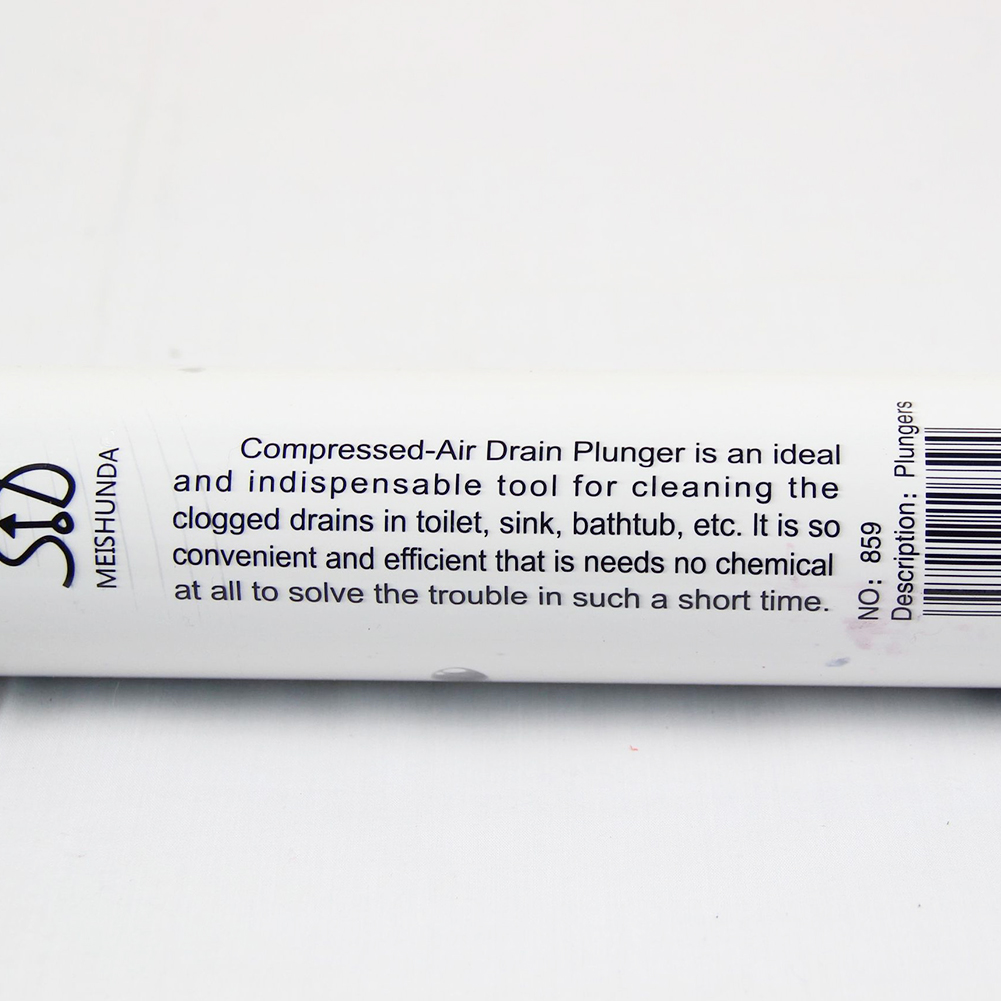 MEISHUNDA
Compressed-Air Drain Plunger is an ideal
and indispensable tool for cleaning the
clogged drains in toilet, sink, bathtub, etc. It is so
convenient and efficient that is needs no chemical
at all to solve the trouble in such a short time.
NO: 859
Description: Plungers